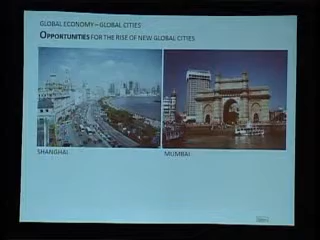 GLOBAL ECONOMY – GLOBAL CITIES
OPPORTUNITIES FOR THE RISE OF NEW GLOBAL CITIES
SHANGHAI
MUMBAI